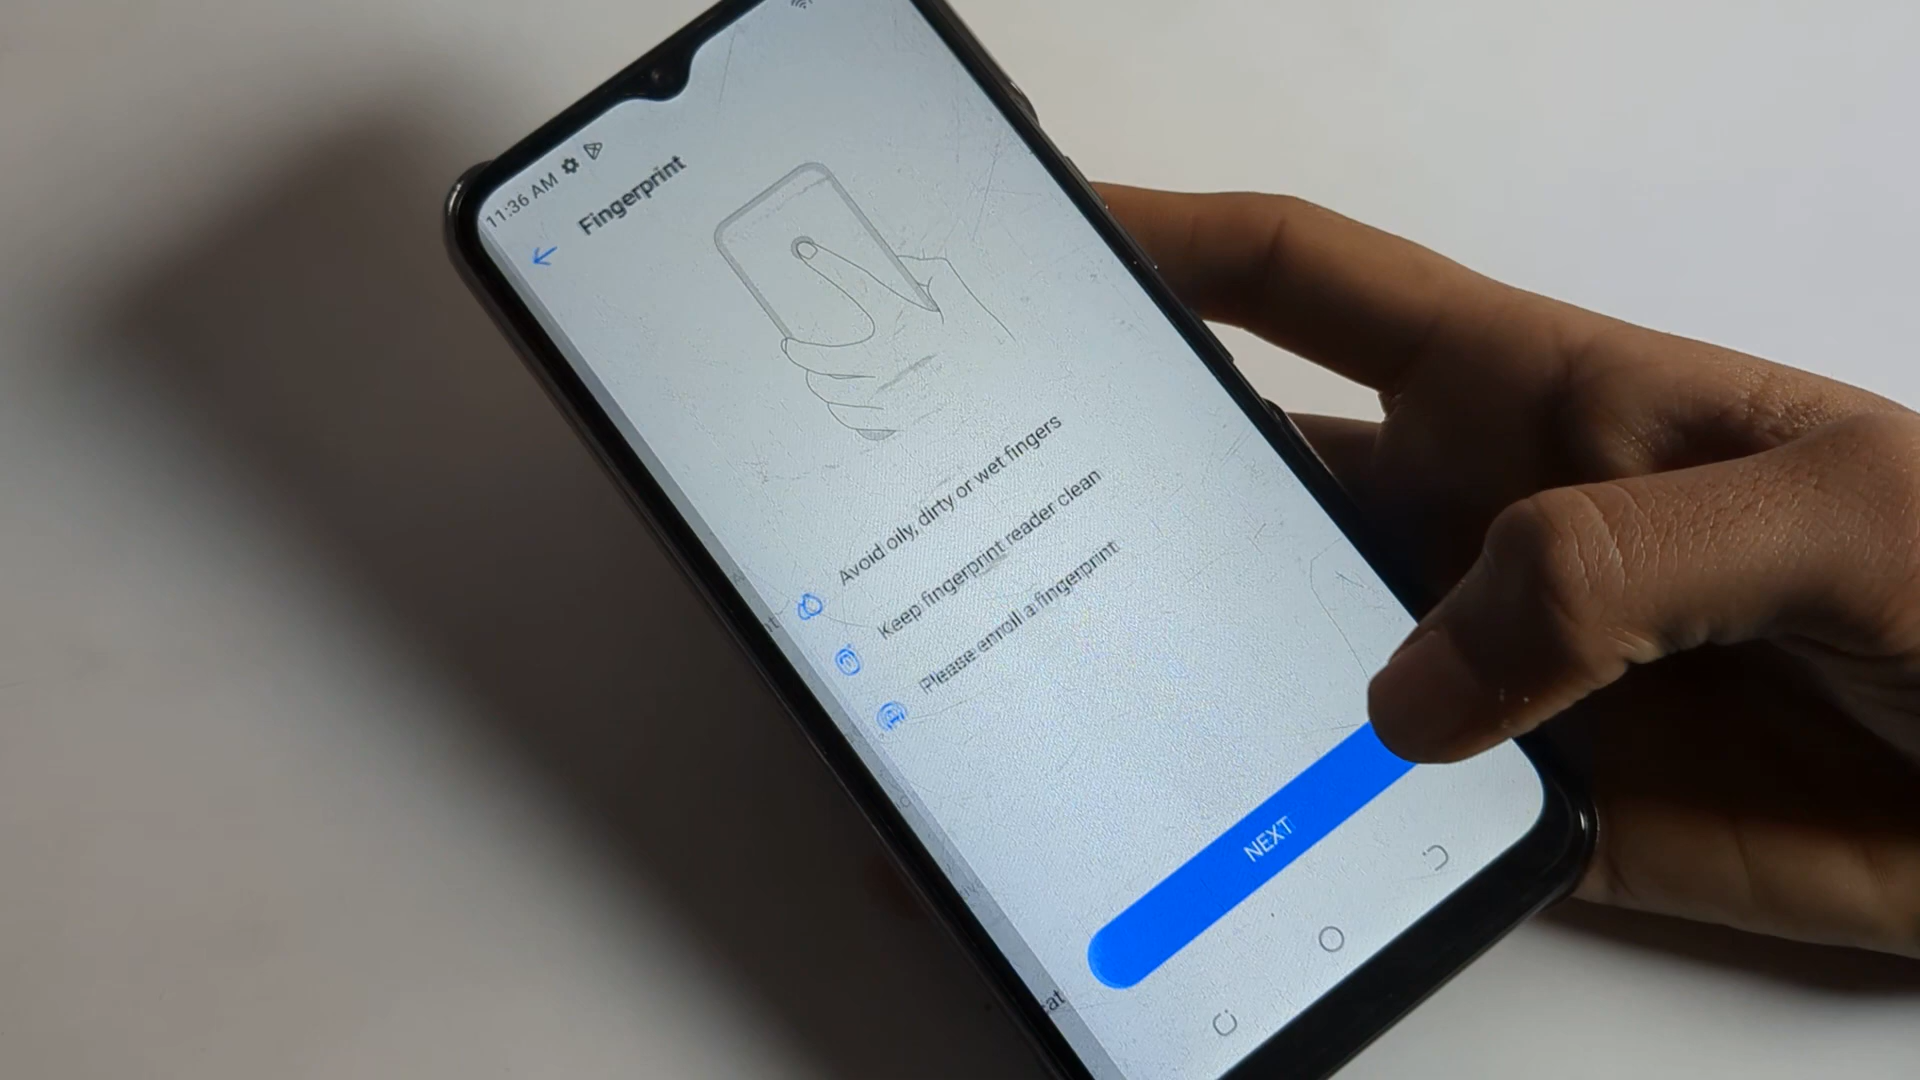 11:36 AM
Fingerprint
Avoid oily, dirty or wet fingers
Keep fingerprint reader clean
Please enroll a fingerprint
NEXT